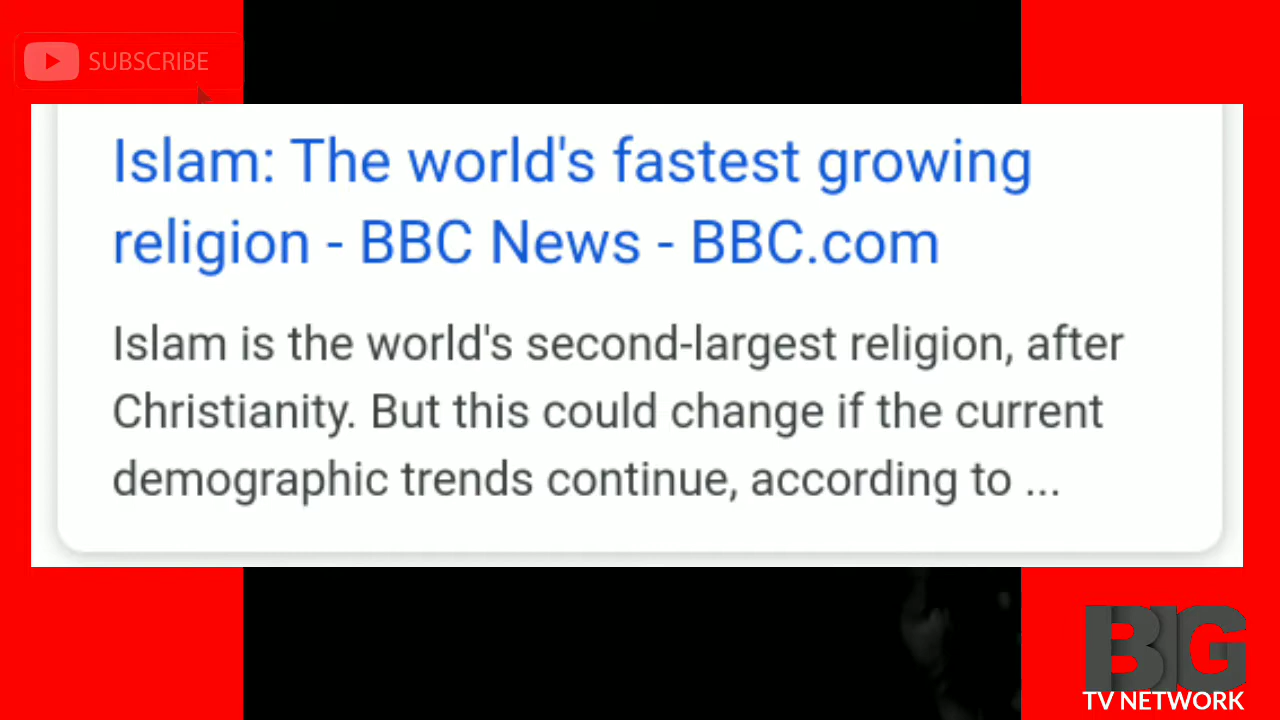 SUBSCRIBE
Islam: The world's fastest growing
religion - BBC News - BBC.com
Islam is the world's second-largest religion, after
Christianity. But this could change if the current
demographic trends continue, according to ...
BIG
TV NETWORK